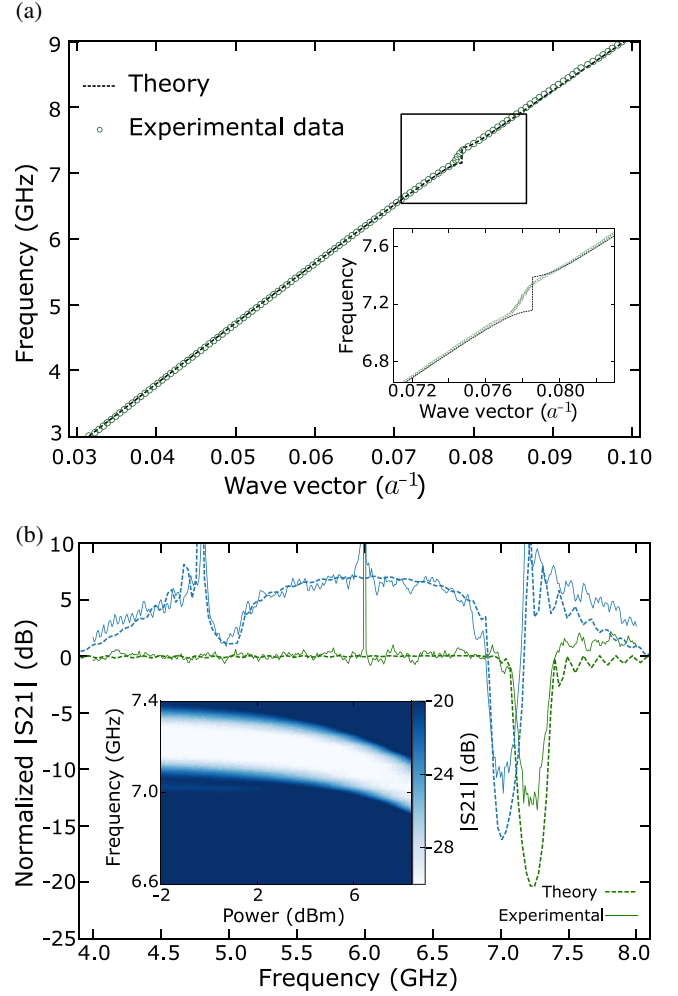 (a)
9
8
7
6
5
4
3
Frequency (GHz)
Theory
Experimental data
7.6
7.2
6.8
Frequency
0.072 0.076 0.080
Wave vector (a⁻¹)
0.03 0.04 0.05 0.06 0.07 0.08 0.09 0.10
Wave vector (a⁻¹)
(b)
10
5
0
-5
-10
-15
-20
-25
Normalized |S21| (dB)
7.4
7.0
6.6
Frequency (GHz)
-2 2 6
Power (dBm)
-20
-24
-28
|S21| (dB)
Theory
Experimental
4.0 4.5 5.0 5.5 6.0 6.5 7.0 7.5 8.0
Frequency (GHz)